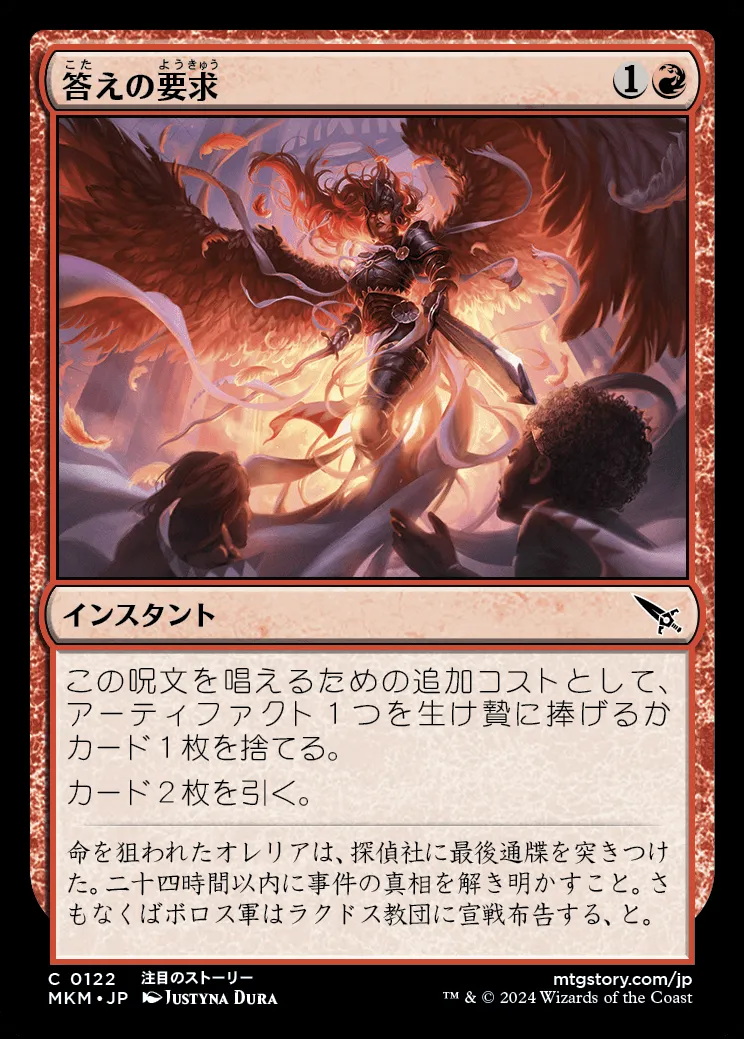 答えの要求
1
インスタント
この呪文を唱えるための追加コストとして、
アーティファクト1つを生け贄に捧げるか
カード1枚を捨てる。
カード2枚を引く。
命を狙われたオレリアは、探偵社に最後通牒を突きつけ
た。二十四時間以内に事件の真相を解き明かすこと。さ
もなくばボロス軍はラクドス教団に宣戦布告する、と。
C 0122 注目のストーリー
mtgstory.com/jp
MKM • JP JUSTYNA DURA
™ & © 2024 Wizards of the Coast